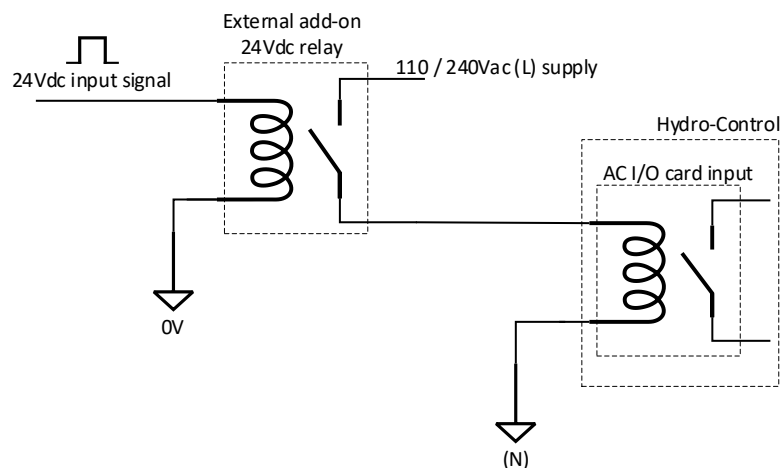 External add-on
24Vdc relay
24Vdc input signal
110 / 240Vac (L) supply
Hydro-Control
AC I/O card input
0V
(N)